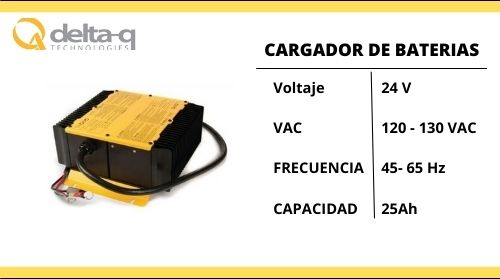 delta-q
TECHNOLOGIES
CARGADOR DE BATERIAS
Voltaje 24 V
VAC 120 - 130 VAC
FRECUENCIA 45- 65 Hz
CAPACIDAD 25Ah